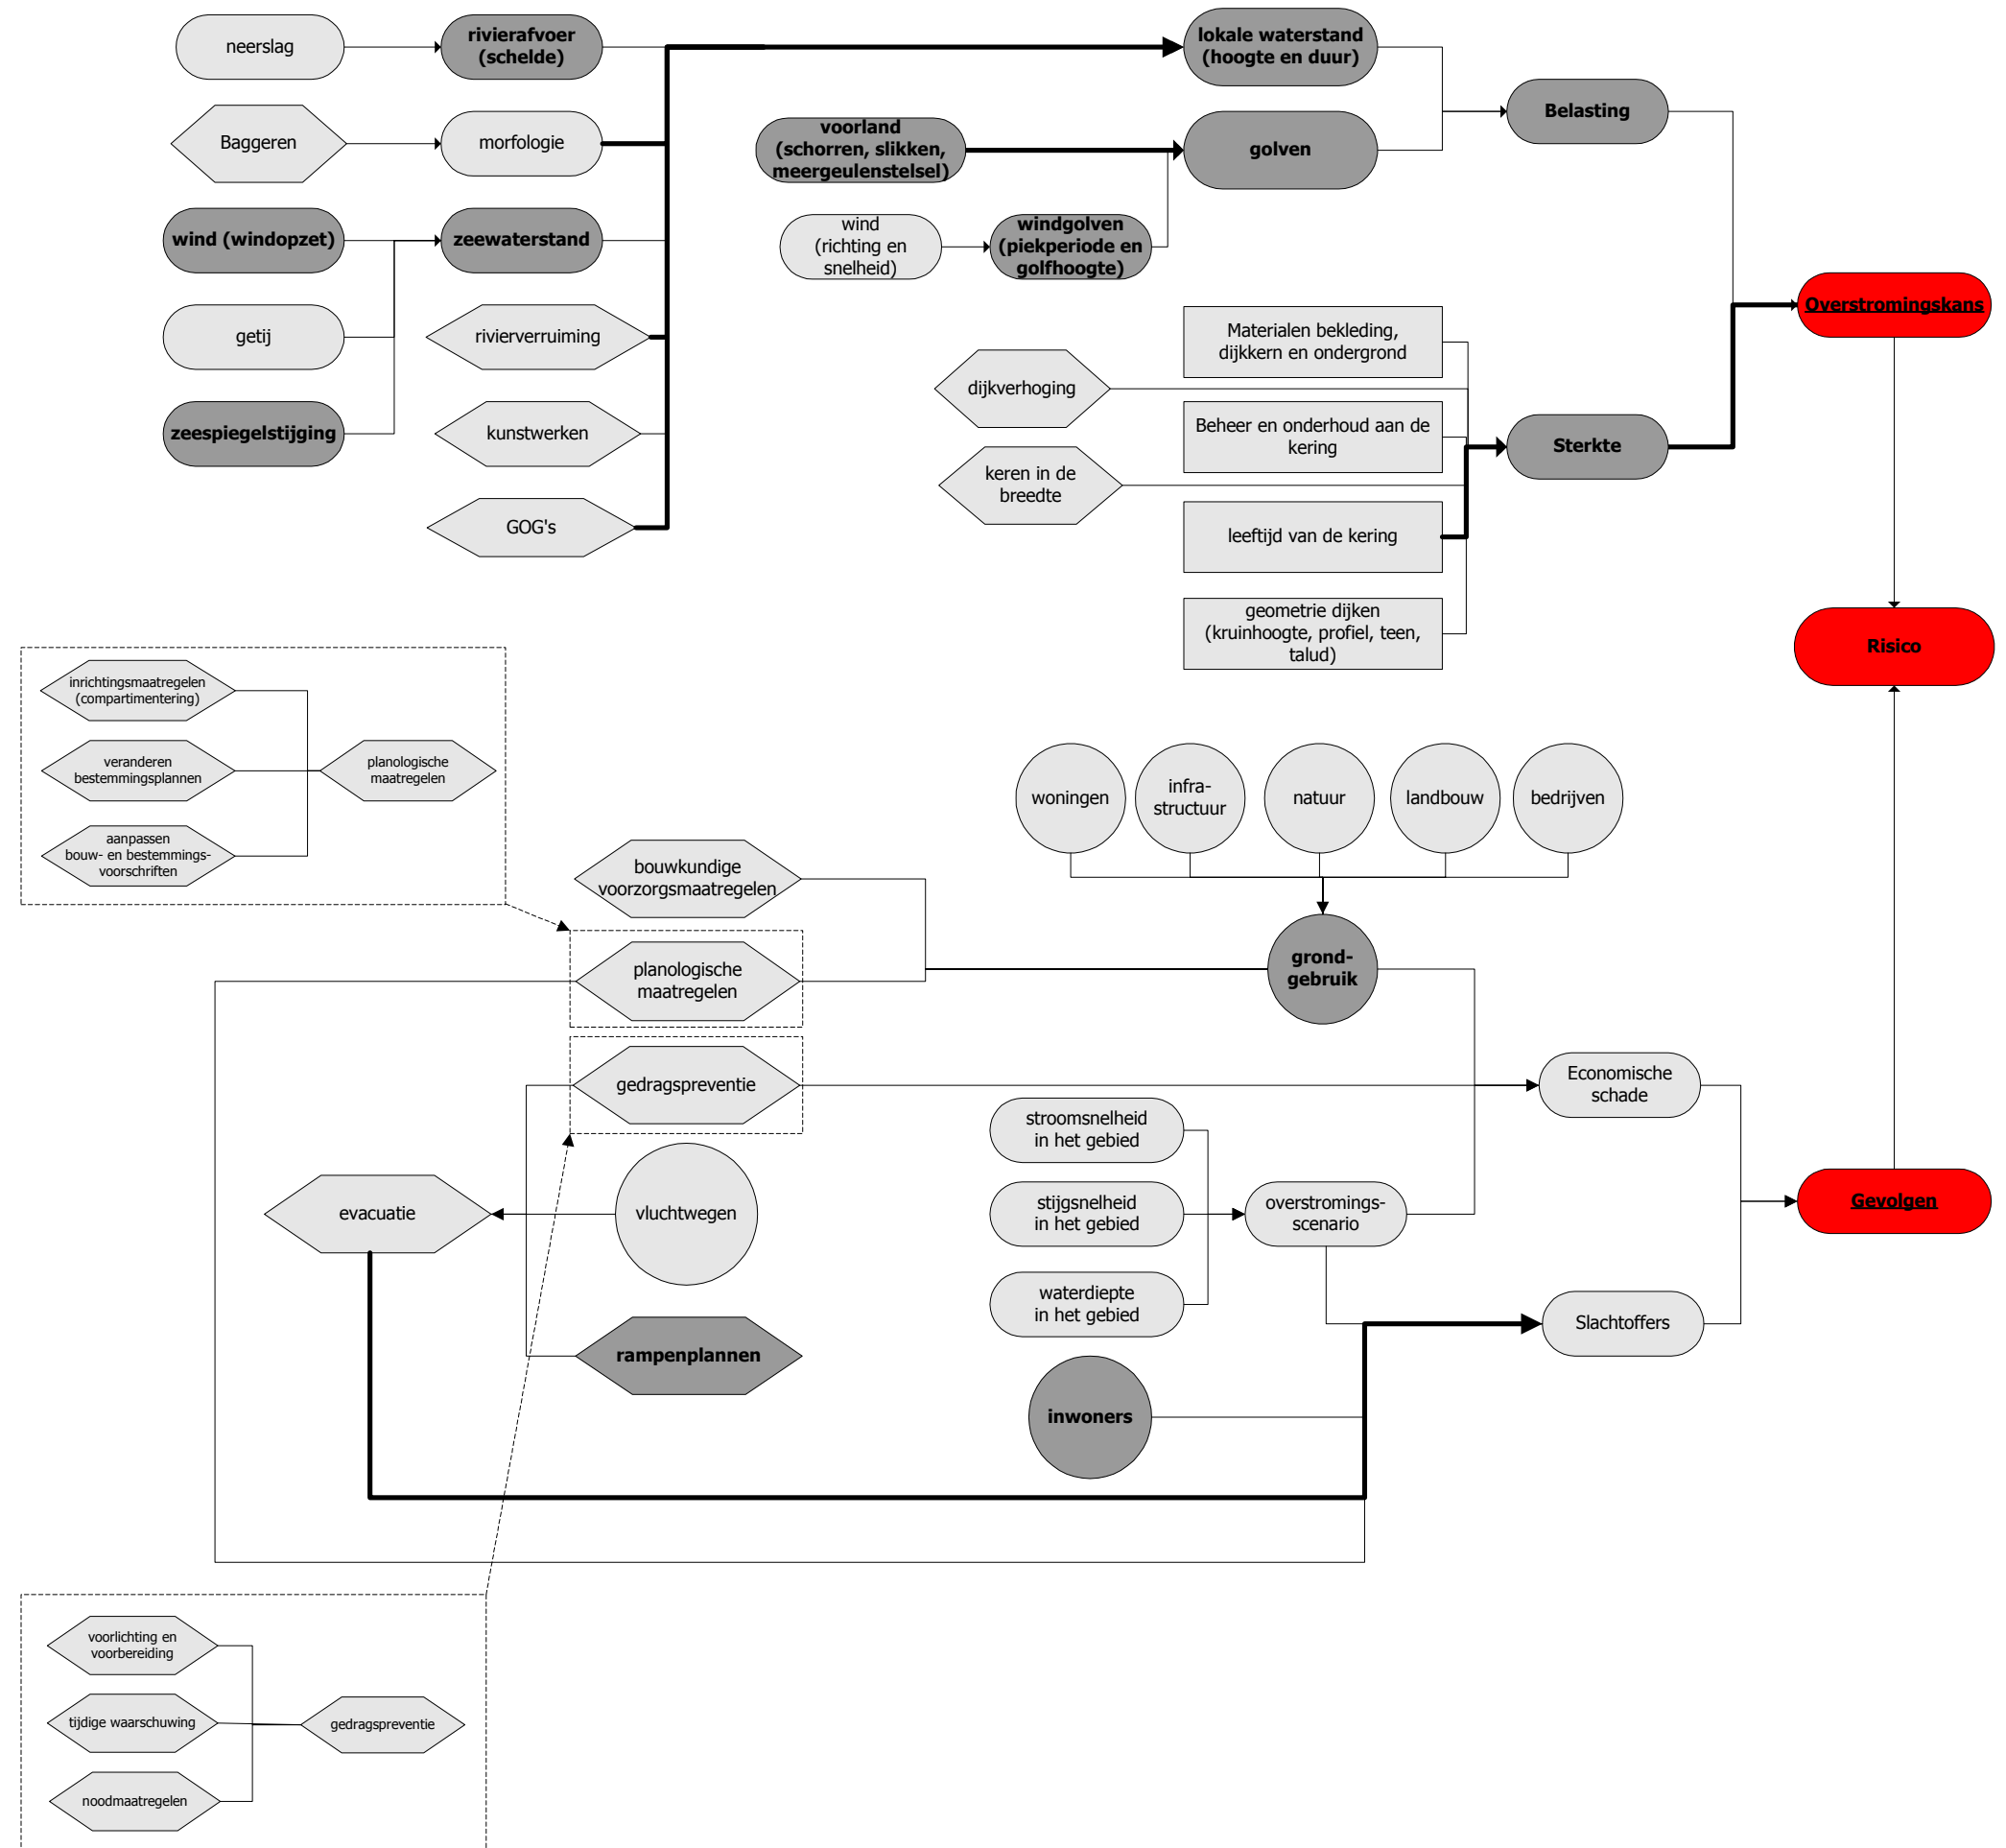 neerslag
rivierafvoer
(schelde)
lokale waterstand
(hoogte en duur)
Baggeren
morfologie
voorland
(schorren, slikken,
meergeulenstelsel)
golven
Belasting
wind (windopzet)
zeewaterstand
wind
(richting en
snelheid)
windgolven
(piekperiode en
golfhoogte)
getij
rivierverruiming
Materialen bekleding,
dijkkern en ondergrond
Overstromingskans
dijkverhoging
zeespiegelstijging
kunstwerken
Beheer en onderhoud aan de
kering
Sterkte
keren in de
breedte
GOG's
leeftijd van de kering
geometrie dijken
(kruinhoogte, profiel, teen,
talud)
Risico
inrichtingsmaatregelen
(compartimentering)
veranderen
bestemmingsplannen
planologische
maatregelen
aanpassen
bouw- en bestemmings-
voorschriften
woningen
infra-
structuur
natuur
landbouw
bedrijven
bouwkundige
voorzorgsmaatregelen
planologische
maatregelen
grond-
gebruik
gedragspreventie
Economische
schade
stroomsnelheid
in het gebied
evacuatie
vluchtwegen
stijgsnelheid
in het gebied
overstromings-
scenario
Gevolgen
waterdiepte
in het gebied
Slachtoffers
rampenplannen
inwoners
voorlichting en
voorbereiding
tijdige waarschuwing
gedragspreventie
noodmaatregelen